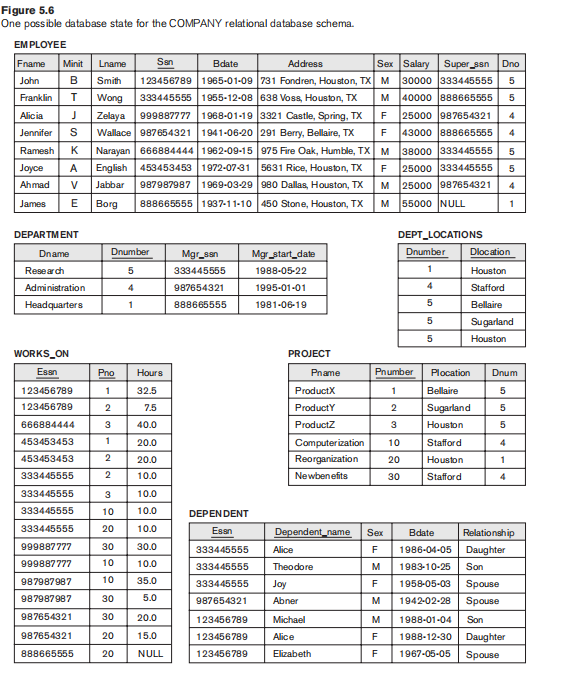 Figure 5.6
One possible database state for the COMPANY relational database schema.
EMPLOYEE
Fname Minit Lname Ssn Bdate Address Sex Salary Super_ssn Dno
John B Smith 123456789 1965-01-09 731 Fondren, Houston, TX M 30000 333445555 5
Franklin T Wong 333445555 1955-12-08 638 Voss, Houston, TX M 40000 888665555 5
Alicia J Zelaya 999887777 1968-01-19 3321 Castle, Spring, TX F 25000 987654321 4
Jennifer S Wallace 987654321 1941-06-20 291 Berry, Bellaire, TX F 43000 888665555 4
Ramesh K Narayan 666884444 1962-09-15 975 Fire Oak, Humble, TX M 38000 333445555 5
Joyce A English 453453453 1972-07-31 5631 Rice, Houston, TX F 25000 333445555 5
Ahmad V Jabbar 987987987 1969-03-29 980 Dallas, Houston, TX M 25000 987654321 4
James E Borg 888665555 1937-11-10 450 Stone, Houston, TX M 55000 NULL 1
DEPARTMENT
Dname Dnumber Mgr_ssn Mgr_start_date
Research 5 333445555 1988-05-22
Administration 4 987654321 1995-01-01
Headquarters 1 888665555 1981-06-19
DEPT_LOCATIONS
Dnumber Dlocation
1 Houston
4 Stafford
5 Bellaire
5 Sugarland
5 Houston
WORKS_ON
Essn Pno Hours
123456789 1 32.5
123456789 2 7.5
666884444 3 40.0
453453453 1 20.0
453453453 2 20.0
333445555 2 10.0
333445555 3 10.0
333445555 10 10.0
333445555 20 10.0
999887777 30 30.0
999887777 10 10.0
987987987 10 35.0
987987987 30 5.0
987654321 30 20.0
987654321 20 15.0
888665555 20 NULL
PROJECT
Pname Pnumber Plocation Dnum
ProductX 1 Bellaire 5
ProductY 2 Sugarland 5
ProductZ 3 Houston 5
Computerization 10 Stafford 4
Reorganization 20 Houston 1
Newbenefits 30 Stafford 4
DEPENDENT
Essn Dependent_name Sex Bdate Relationship
333445555 Alice F 1986-04-05 Daughter
333445555 Theodore M 1983-10-25 Son
333445555 Joy F 1958-05-03 Spouse
987654321 Abner M 1942-02-28 Spouse
123456789 Michael M 1988-01-04 Son
123456789 Alice F 1988-12-30 Daughter
123456789 Elizabeth F 1967-05-05 Spouse